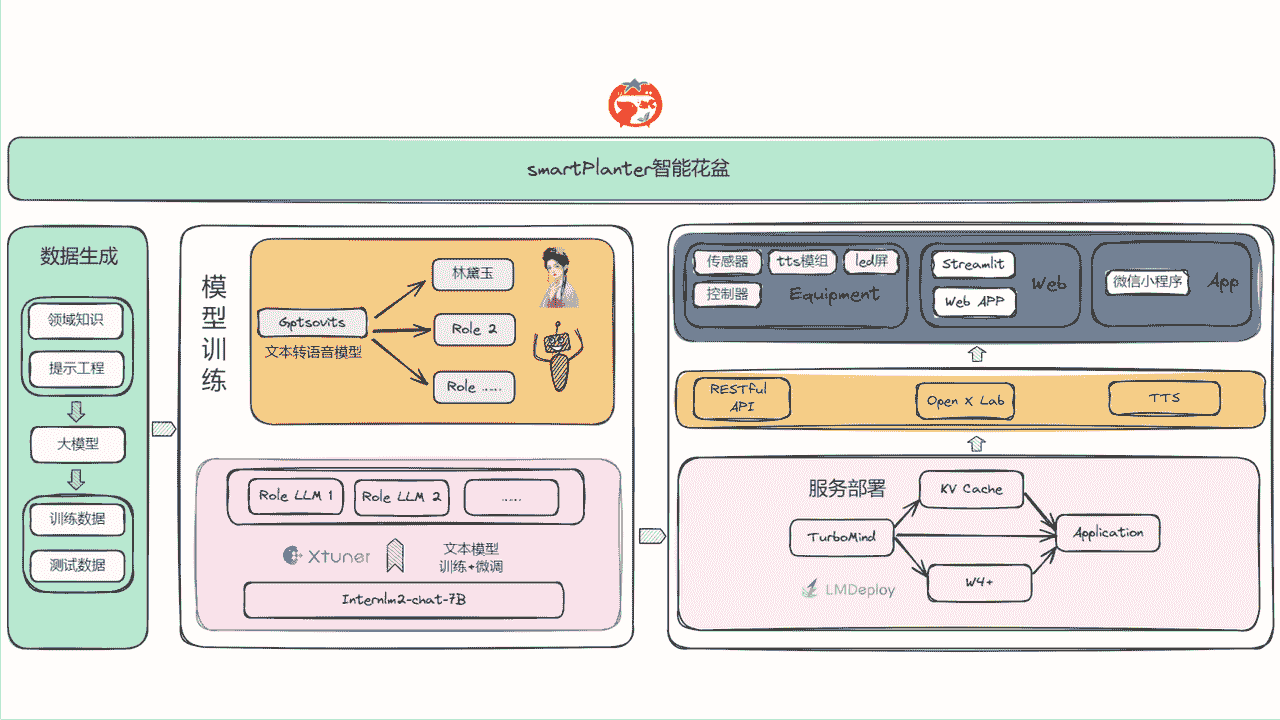 smartPlanter智能花盆
数据生成
领域知识
提示工程
大模型
训练数据
测试数据
模型训练
Gptsovits
文本转语音模型
林黛玉
Role 2
Role ......
Role LLM 1
Role LLM 2
......
Xtuner
文本模型
训练+微调
Internlm2-chat-7B
传感器
tts模组
led屏
控制器
Equipment
Streamlit
Web APP
Web
微信小程序
App
RESTful
API
Open X Lab
TTS
服务部署
KV Cache
TurboMind
Application
W4+
LMDeploy